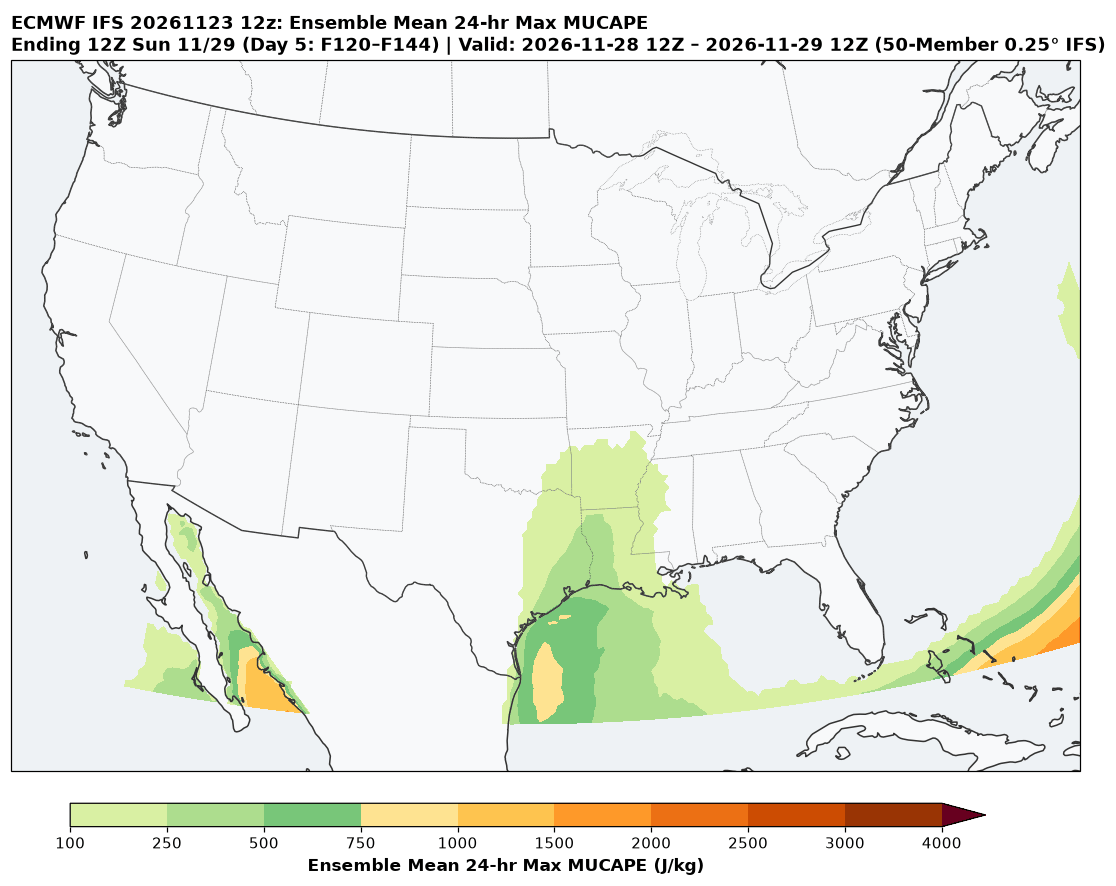 ECMWF IFS 20261123 12z: Ensemble Mean 24-hr Max MUCAPE
Ending 12Z Sun 11/29 (Day 5: F120–F144) | Valid: 2026-11-28 12Z – 2026-11-29 12Z (50-Member 0.25° IFS)
100 250 500 750 1000 1500 2000 2500 3000 4000
Ensemble Mean 24-hr Max MUCAPE (J/kg)